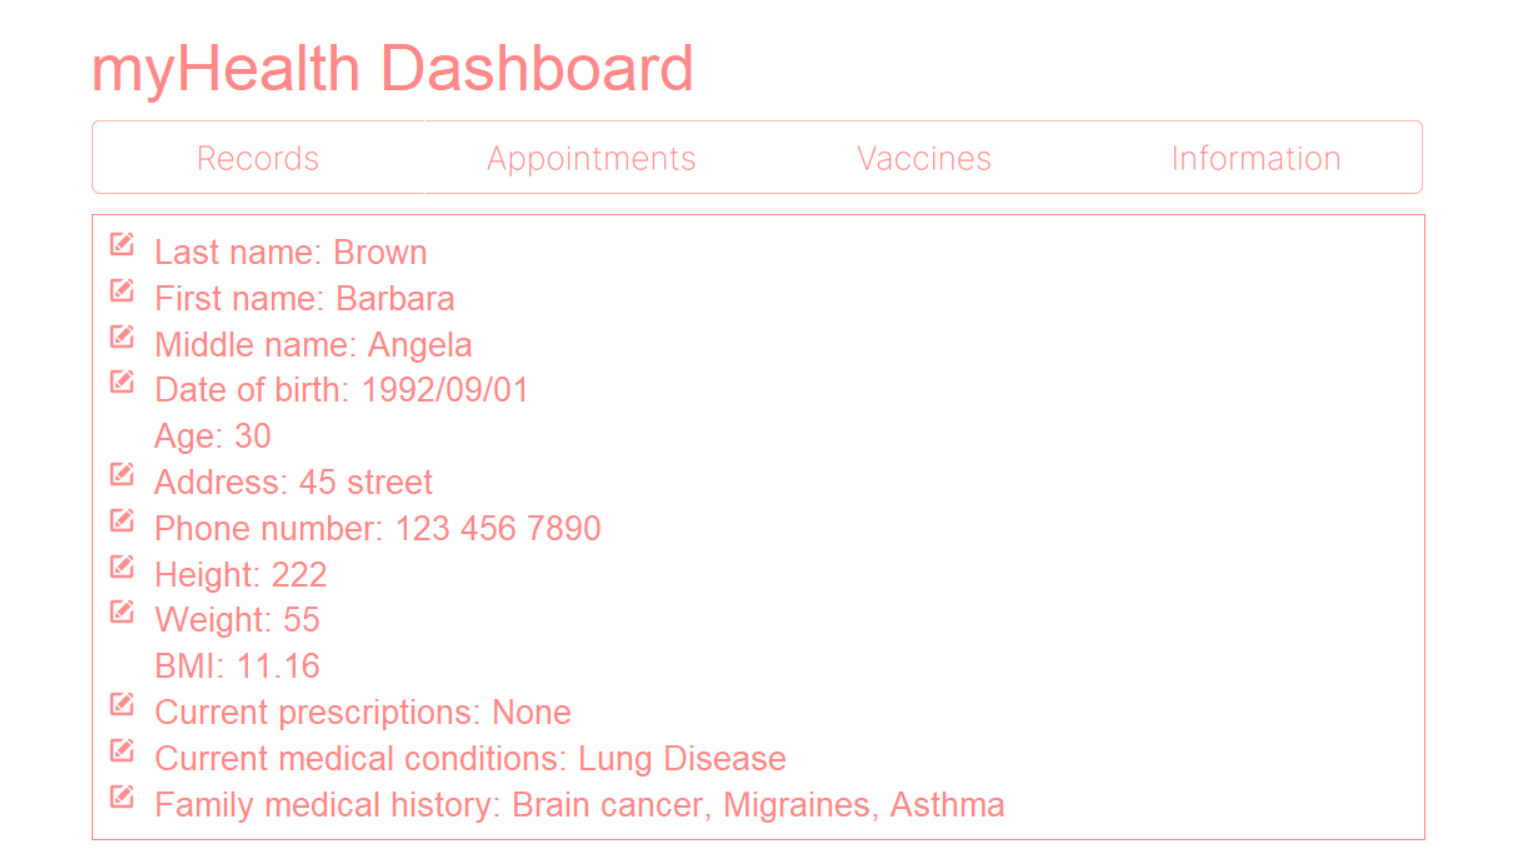 myHealth Dashboard
Records Appointments Vaccines Information
Last name: Brown
First name: Barbara
Middle name: Angela
Date of birth: 1992/09/01
Age: 30
Address: 45 street
Phone number: 123 456 7890
Height: 222
Weight: 55
BMI: 11.16
Current prescriptions: None
Current medical conditions: Lung Disease
Family medical history: Brain cancer, Migraines, Asthma